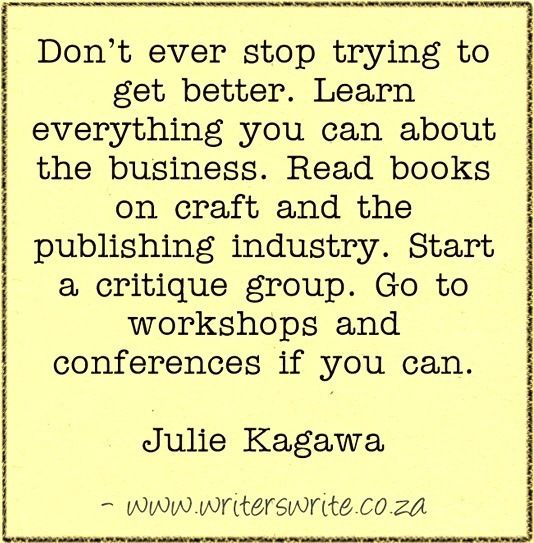 Don't ever stop trying to
get better. Learn
everything you can about
the business. Read books
on craft and the
publishing industry. Start
a critique group. Go to
workshops and
conferences if you can.
Julie Kagawa
- www.writerswrite.co.za